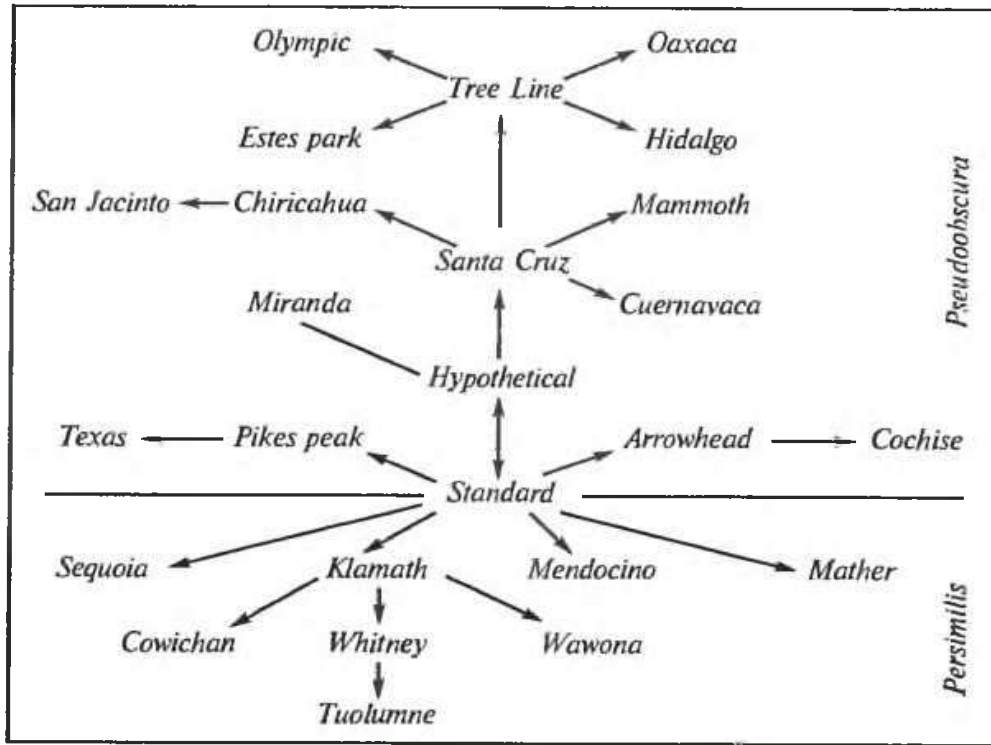 Olympic Oaxaca
Tree Line
Estes park Hidalgo
San Jacinto Chiricahua Mammoth
Santa Cruz
Miranda Cuernavaca
Hypothetical
Texas Pikes peak Arrowhead Cochise
Standard
Sequoia Klamath Mendocino Mather
Cowichan Whitney Wawona
Tuolumne
Pseudoobscura
Persimilis